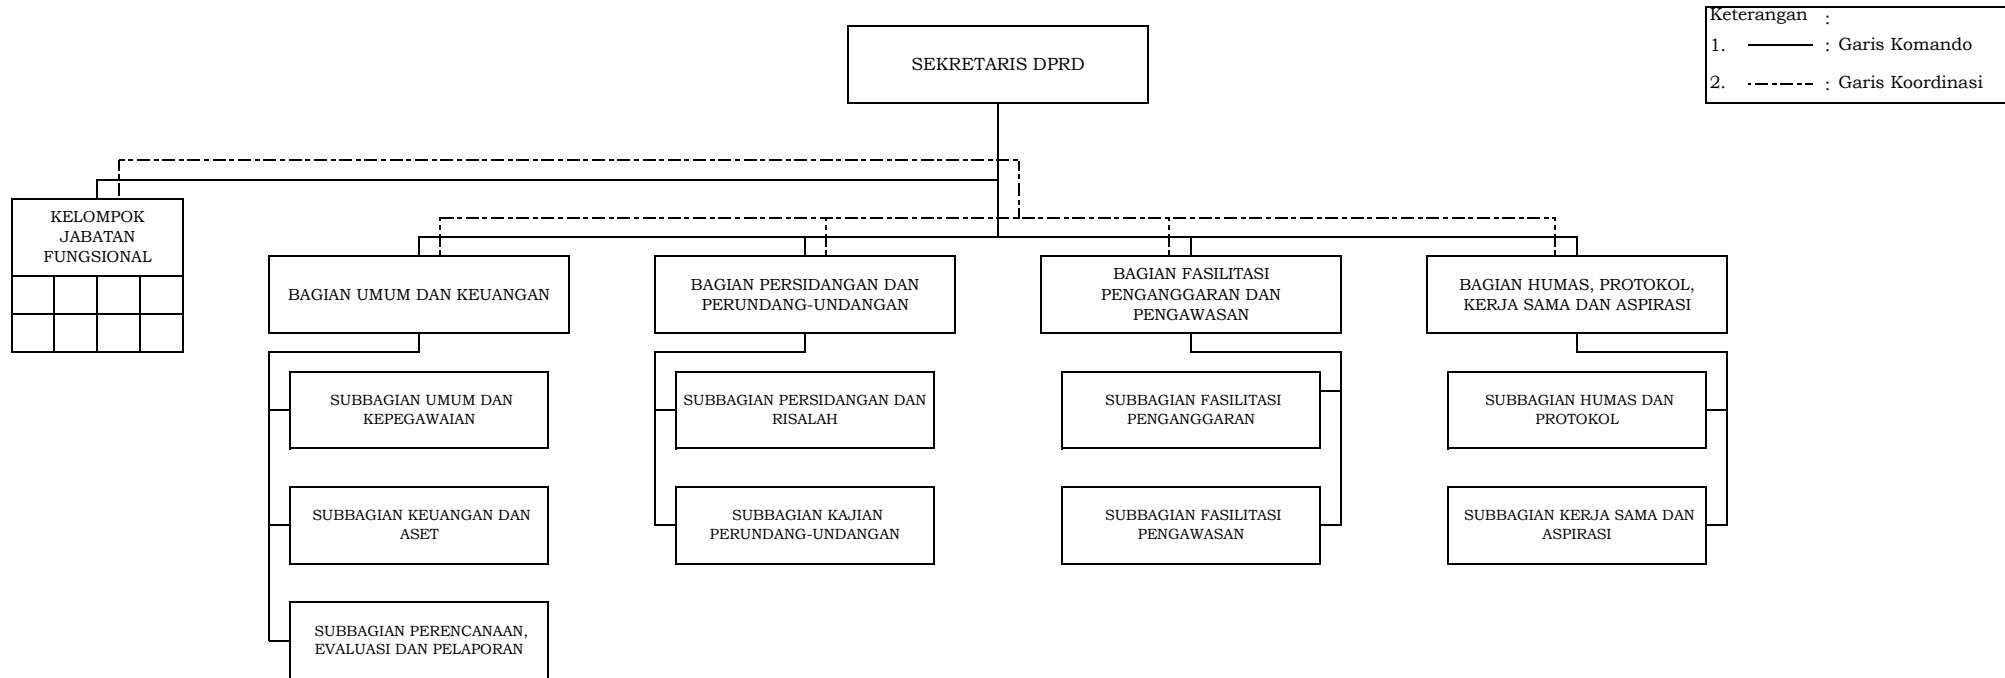 Keterangan :
1. : Garis Komando
2. : Garis Koordinasi
SEKRETARIS DPRD
KELOMPOK
JABATAN
FUNGSIONAL
BAGIAN UMUM DAN KEUANGAN
BAGIAN PERSIDANGAN DAN
PERUNDANG-UNDANGAN
BAGIAN FASILITASI
PENGANGGARAN DAN
PENGAWASAN
BAGIAN HUMAS, PROTOKOL,
KERJA SAMA DAN ASPIRASI
SUBBAGIAN UMUM DAN
KEPEGAWAIAN
SUBBAGIAN PERSIDANGAN DAN
RISALAH
SUBBAGIAN FASILITASI
PENGANGGARAN
SUBBAGIAN HUMAS DAN
PROTOKOL
SUBBAGIAN KEUANGAN DAN
ASET
SUBBAGIAN KAJIAN
PERUNDANG-UNDANGAN
SUBBAGIAN FASILITASI
PENGAWASAN
SUBBAGIAN KERJA SAMA DAN
ASPIRASI
SUBBAGIAN PERENCANAAN,
EVALUASI DAN PELAPORAN